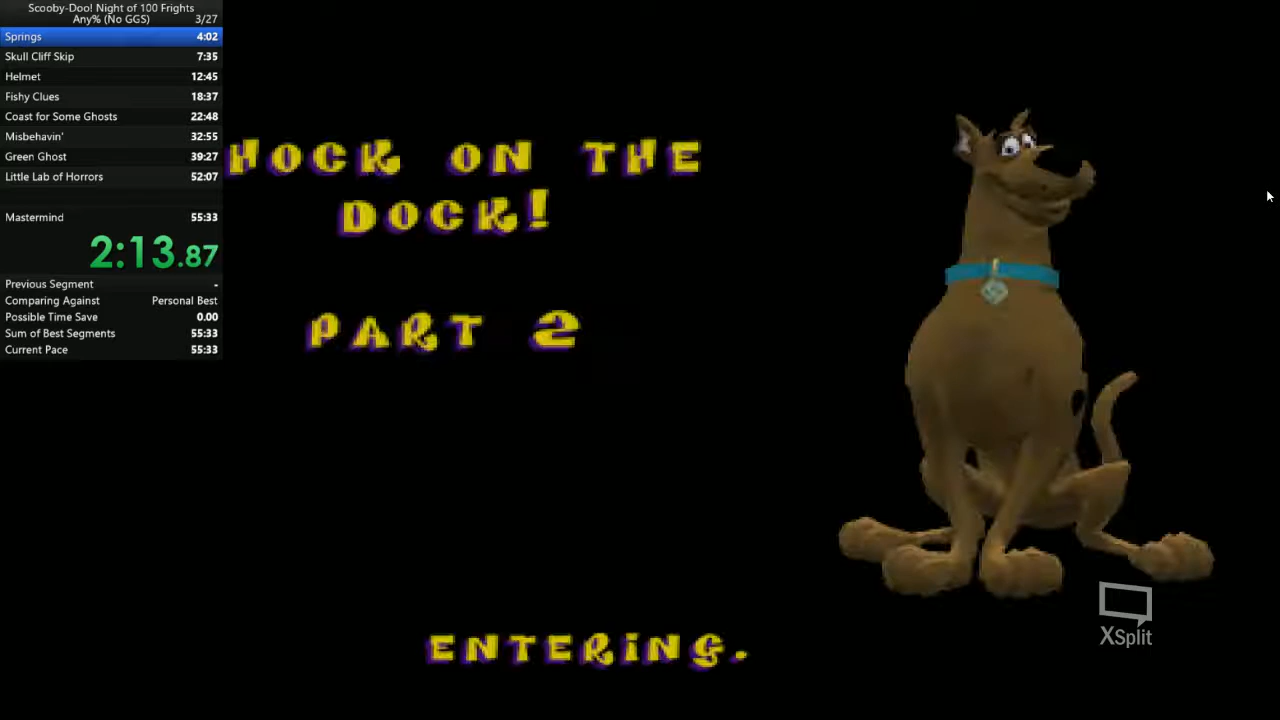 Scooby-Doo! Night of 100 Frights
Any% (No GGS) 3/27
Springs 4:02
Skull Cliff Skip 7:35
Helmet 12:45
Fishy Clues 18:37
Coast for Some Ghosts 22:48
Misbehavin' 32:55
Green Ghost 39:27
Little Lab of Horrors 52:07
Mastermind 55:33
2:13.87
Previous Segment -
Comparing Against Personal Best
Possible Time Save 0.00
Sum of Best Segments 55:33
Current Pace 55:33
HOCK ON THE
DOCK!
PART 2
ENTERING.
XSplit